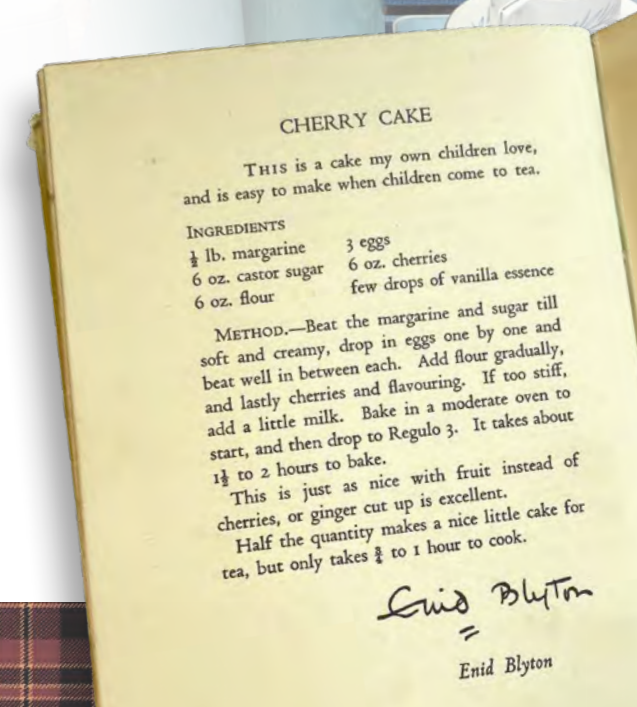 CHERRY CAKE
THIS is a cake my own children love,
and is easy to make when children come to tea.
INGREDIENTS
½ lb. margarine
6 oz. castor sugar
6 oz. flour
3 eggs
6 oz. cherries
few drops of vanilla essence
METHOD.—Beat the margarine and sugar till
soft and creamy, drop in eggs one by one and
beat well in between each. Add flour gradually,
and lastly cherries and flavouring. If too stiff,
add a little milk. Bake in a moderate oven to
start, and then drop to Regulo 3. It takes about
1½ to 2 hours to bake.
This is just as nice with fruit instead of
cherries, or ginger cut up is excellent.
Half the quantity makes a nice little cake for
tea, but only takes ¾ to 1 hour to cook.
Enid Blyton
Enid Blyton